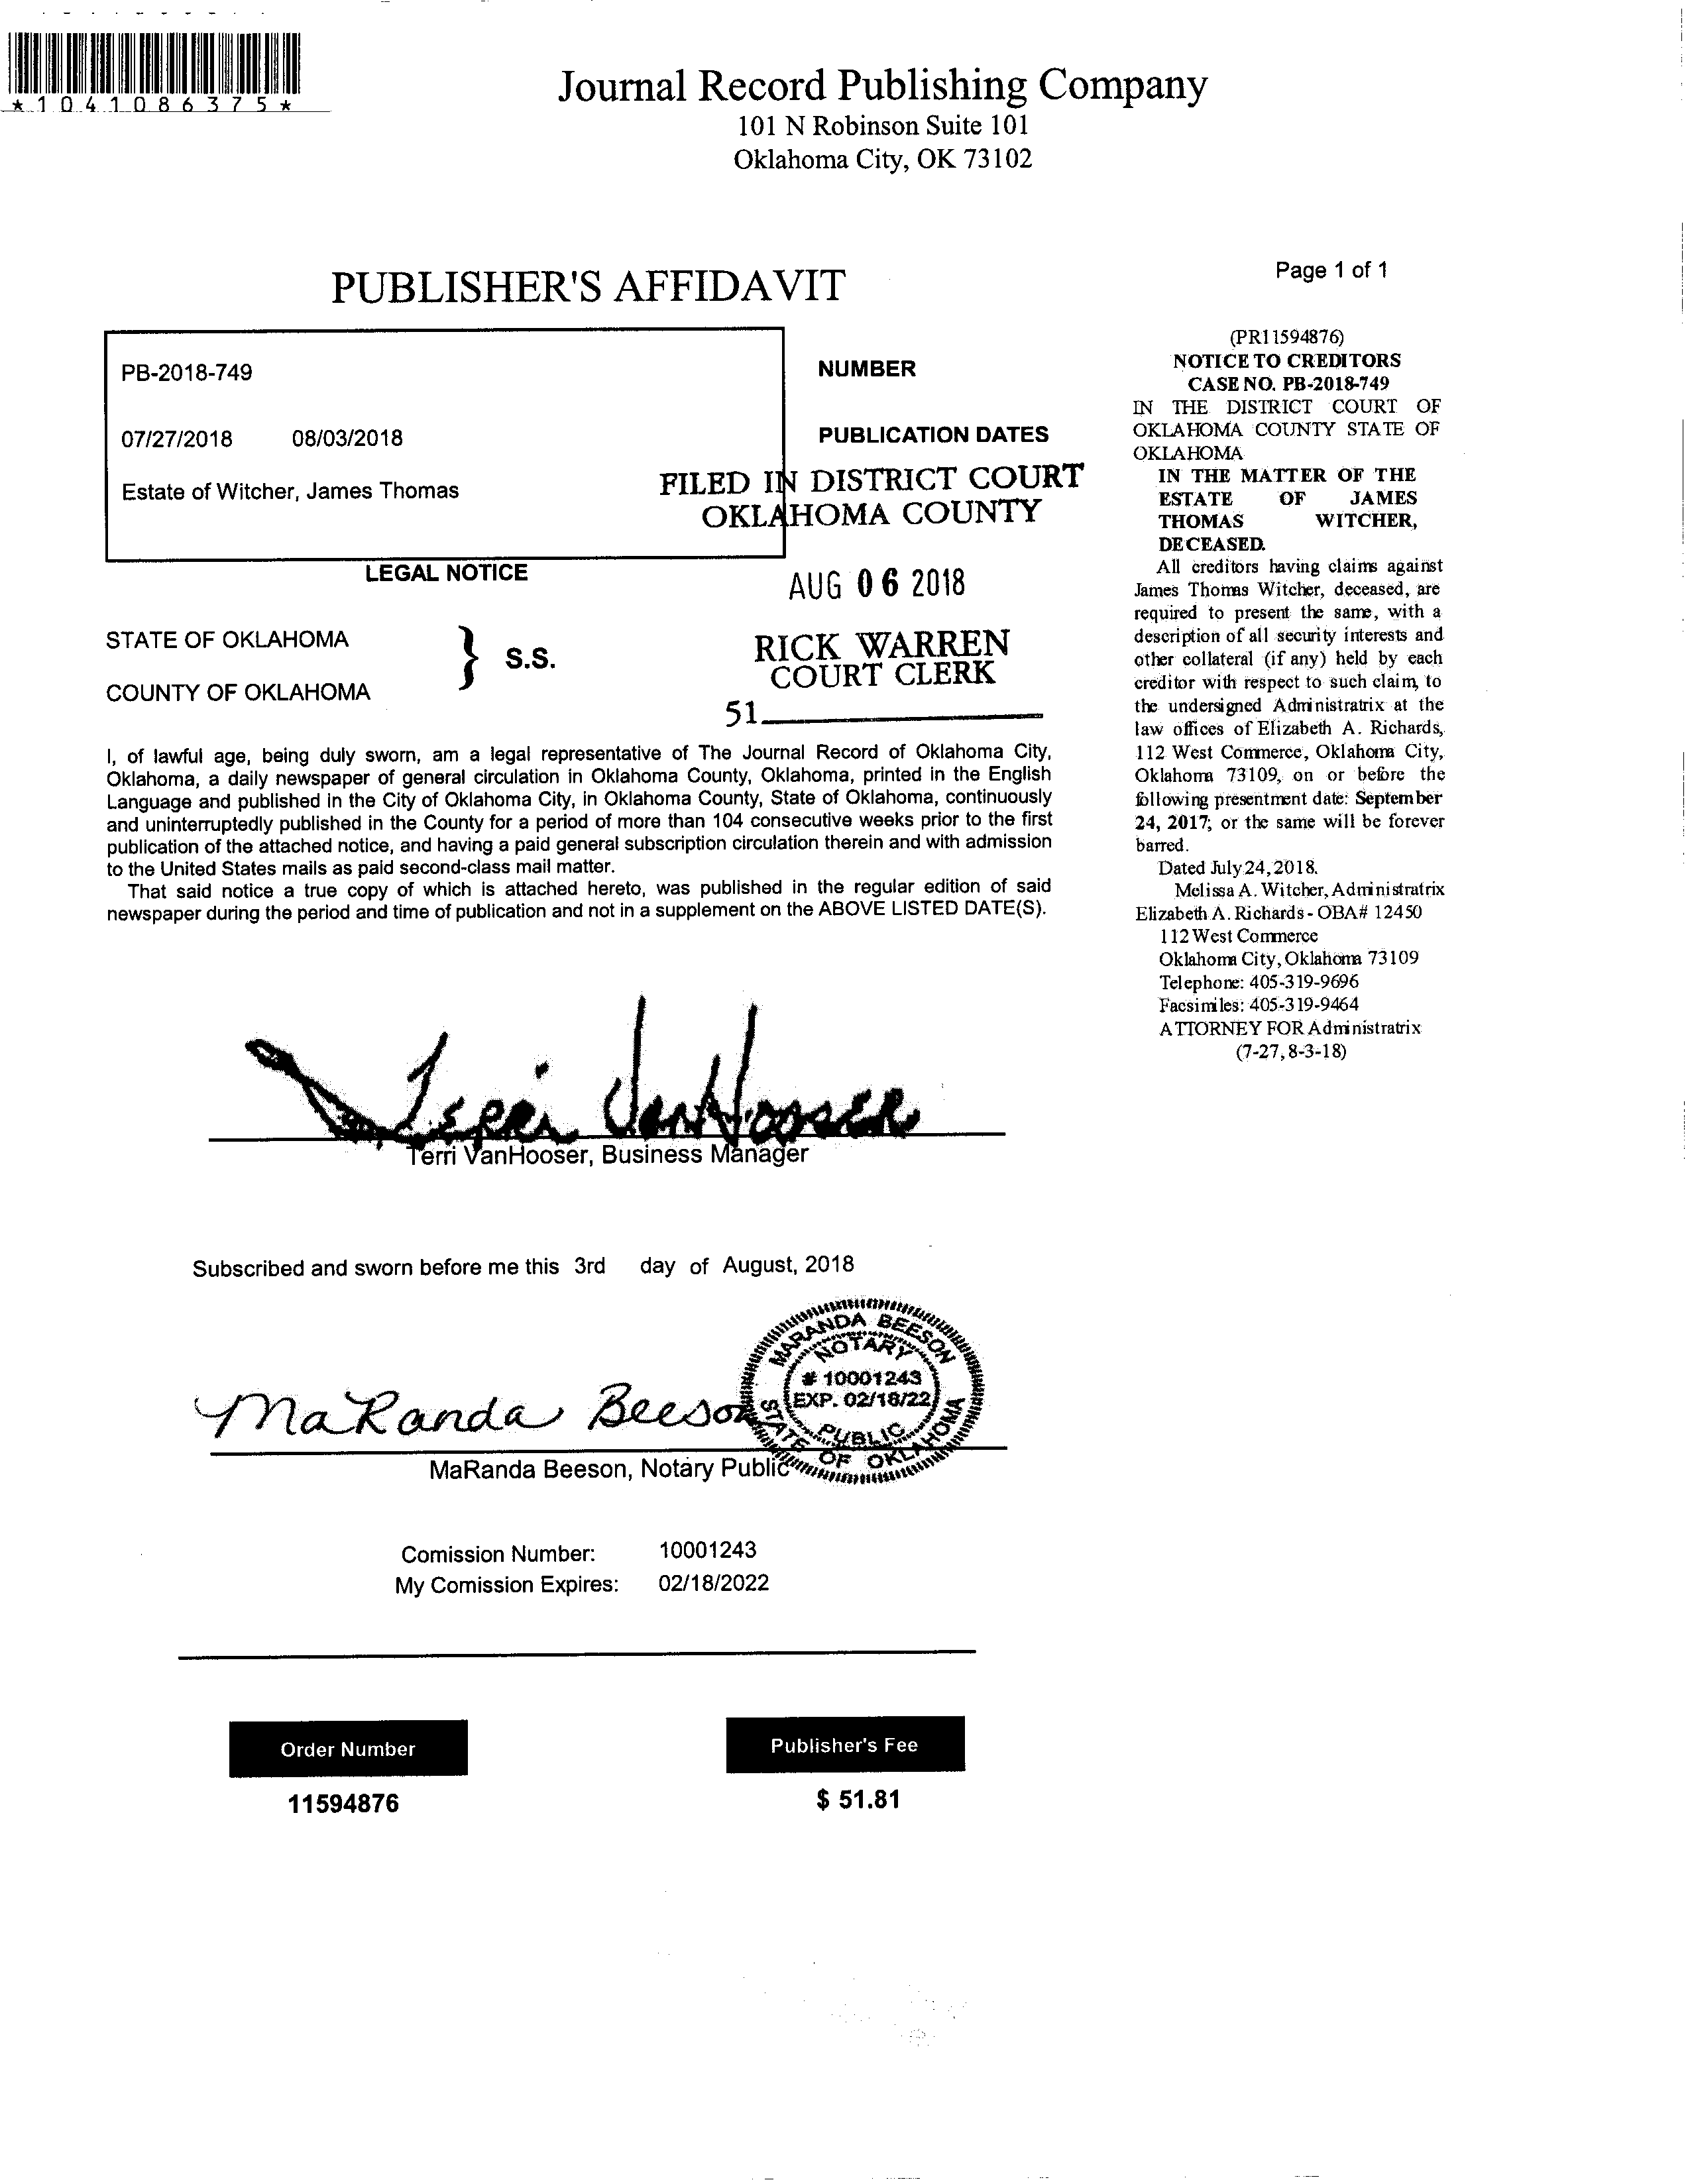 *1041086375*
Journal Record Publishing Company
101 N Robinson Suite 101
Oklahoma City, OK 73102
PUBLISHER'S AFFIDAVIT
PB-2018-749
NUMBER
07/27/2018 08/03/2018
PUBLICATION DATES
Estate of Witcher, James Thomas
FILED IN DISTRICT COURT
OKLAHOMA COUNTY
LEGAL NOTICE
AUG 06 2018
STATE OF OKLAHOMA
} S.S.
COUNTY OF OKLAHOMA
RICK WARREN
COURT CLERK
51
I, of lawful age, being duly sworn, am a legal representative of The Journal Record of Oklahoma City,
Oklahoma, a daily newspaper of general circulation in Oklahoma County, Oklahoma, printed in the English
Language and published in the City of Oklahoma City, in Oklahoma County, State of Oklahoma, continuously
and uninterruptedly published in the County for a period of more than 104 consecutive weeks prior to the first
publication of the attached notice, and having a paid general subscription circulation therein and with admission
to the United States mails as paid second-class mail matter.
That said notice a true copy of which is attached hereto, was published in the regular edition of said
newspaper during the period and time of publication and not in a supplement on the ABOVE LISTED DATE(S).
Terri VanHooser
Terri VanHooser, Business Manager
Subscribed and sworn before me this 3rd day of August, 2018
MaRanda Beeson
MARANDA BEESON
NOTARY
# 10001243
EXP. 02/18/22
PUBLIC
STATE OF OKLAHOMA
MaRanda Beeson, Notary Public
Comission Number: 10001243
My Comission Expires: 02/18/2022
Order Number
11594876
Publisher's Fee
$ 51.81
Page 1 of 1
(PR11594876)
NOTICE TO CREDITORS
CASE NO. PB-2018-749
IN THE DISTRICT COURT OF
OKLAHOMA COUNTY STATE OF
OKLAHOMA
IN THE MATTER OF THE
ESTATE OF JAMES
THOMAS WITCHER,
DECEASED.
All creditors having claims against
James Thomas Witcher, deceased, are
required to present the same, with a
description of all security interests and
other collateral (if any) held by each
creditor with respect to such claim, to
the undersigned Administratrix at the
law offices of Elizabeth A. Richards,
112 West Commerce, Oklahoma City,
Oklahoma 73109, on or before the
following presentment date: September
24, 2017; or the same will be forever
barred.
Dated July 24, 2018.
Melissa A. Witcher, Administratrix
Elizabeth A. Richards - OBA# 12450
112 West Commerce
Oklahoma City, Oklahoma 73109
Telephone: 405-319-9696
Facsimiles: 405-319-9464
ATTORNEY FOR Administratrix
(7-27, 8-3-18)